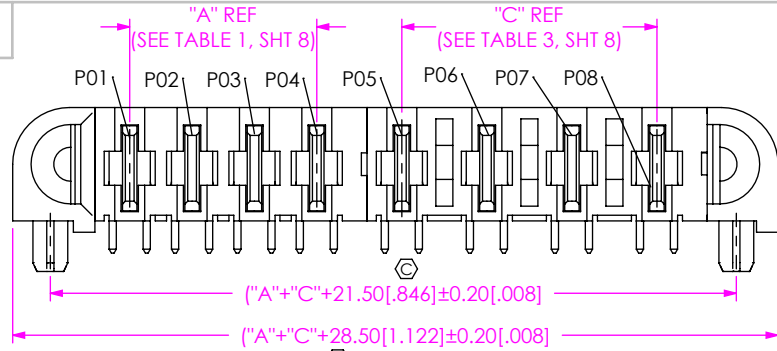 "A" REF
(SEE TABLE 1, SHT 8)
"C" REF
(SEE TABLE 3, SHT 8)
P01
P02
P03
P04
P05
P06
P07
P08
C
("A"+"C"+21.50[.846]±0.20[.008]
("A"+"C"+28.50[1.122]±0.20[.008]